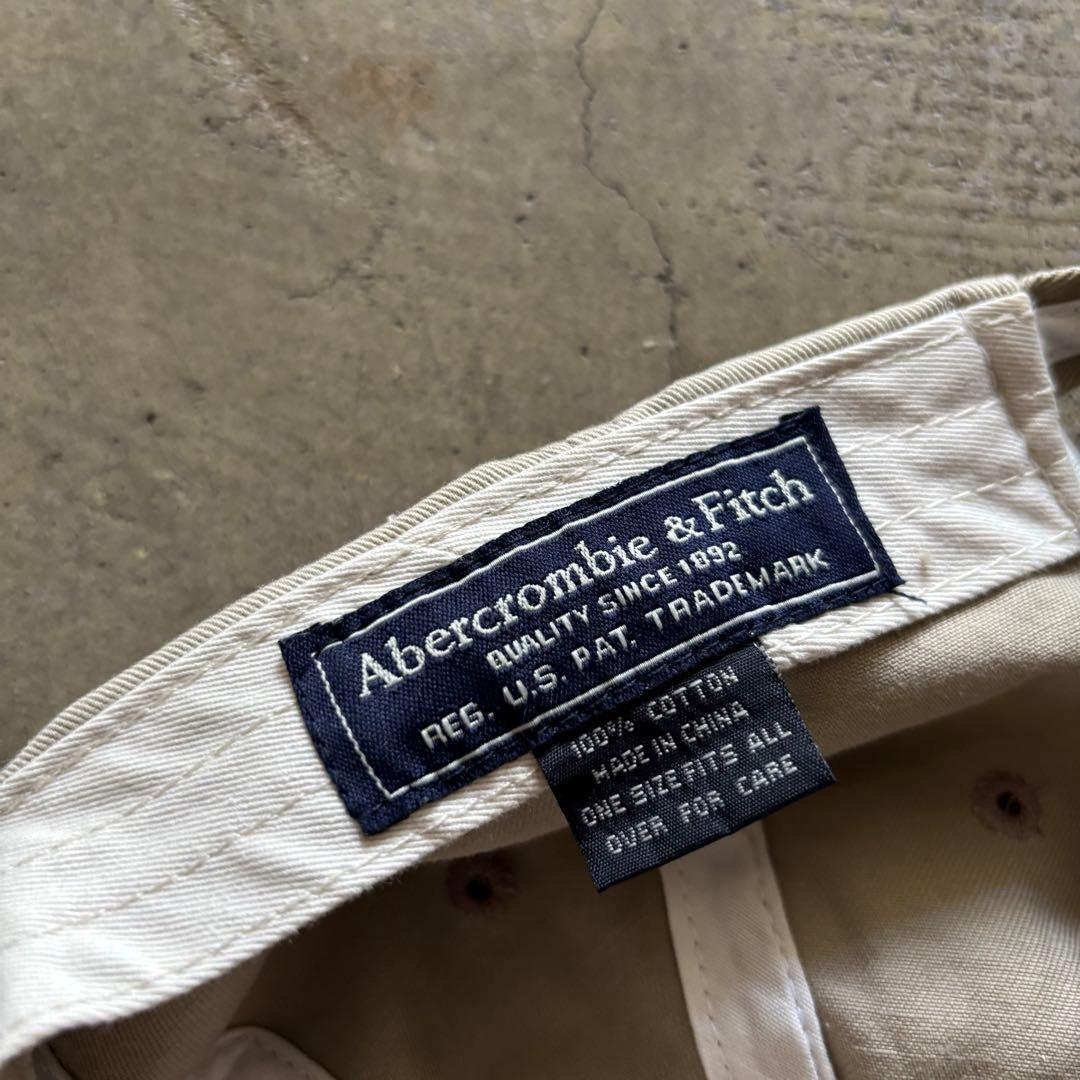 Abercrombie & Fitch
QUALITY SINCE 1892
REG. U.S. PAT. TRADEMARK
100% COTTON
MADE IN CHINA
ONE SIZE FITS ALL
OVER FOR CARE